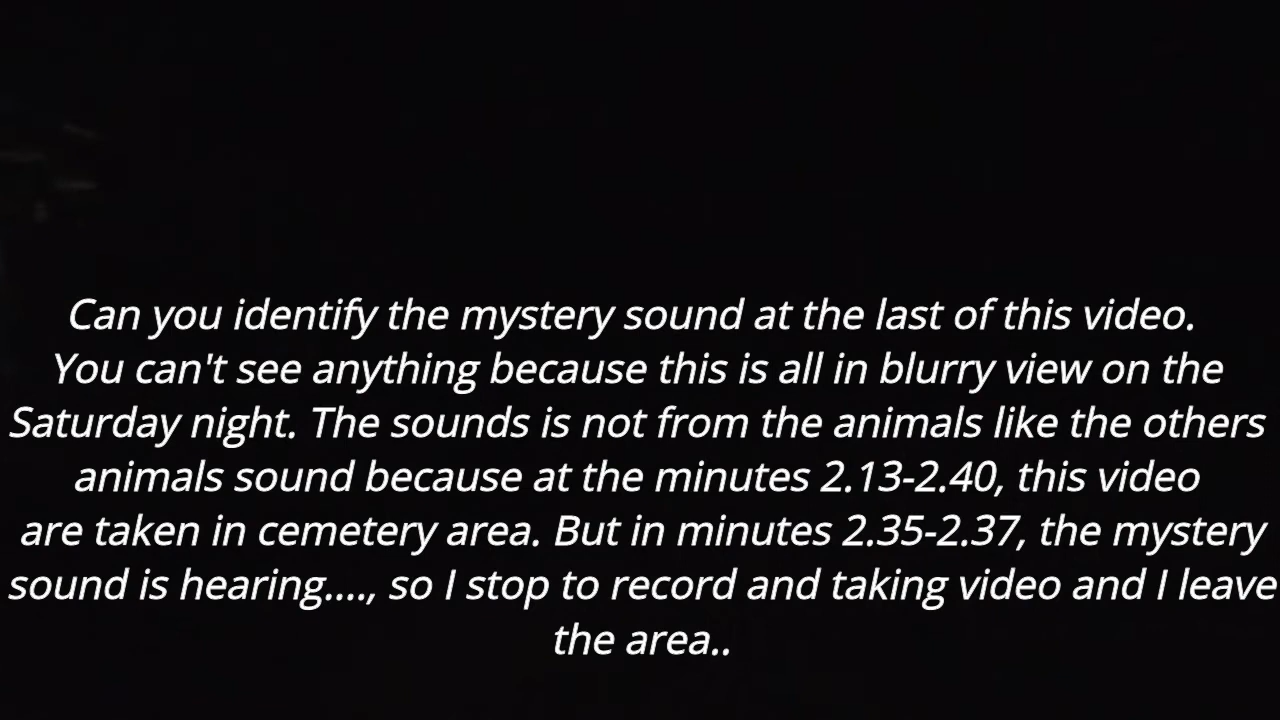 Can you identify the mystery sound at the last of this video.
You can't see anything because this is all in blurry view on the
Saturday night. The sounds is not from the animals like the others
animals sound because at the minutes 2.13-2.40, this video
are taken in cemetery area. But in minutes 2.35-2.37, the mystery
sound is hearing...., so I stop to record and taking video and I leave
the area..